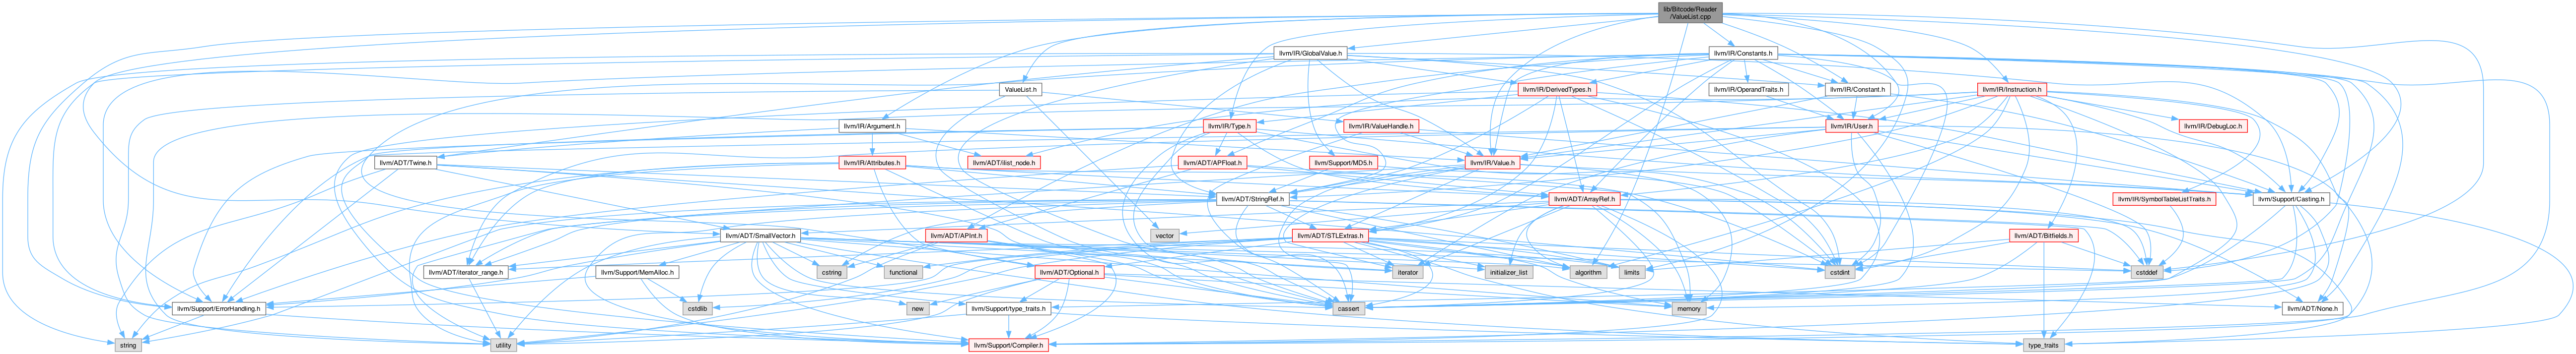 lib/Bitcode/Reader
/ValueList.cpp
llvm/IR/GlobalValue.h
llvm/IR/Constants.h
ValueList.h
llvm/IR/DerivedTypes.h
llvm/IR/OperandTraits.h
llvm/IR/Constant.h
llvm/IR/Instruction.h
llvm/IR/Argument.h
llvm/IR/Type.h
llvm/IR/ValueHandle.h
llvm/IR/User.h
llvm/IR/DebugLoc.h
llvm/ADT/Twine.h
llvm/IR/Attributes.h
llvm/ADT/ilist_node.h
llvm/ADT/APFloat.h
llvm/Support/MD5.h
llvm/IR/Value.h
llvm/ADT/StringRef.h
llvm/ADT/ArrayRef.h
llvm/IR/SymbolTableListTraits.h
llvm/Support/Casting.h
llvm/ADT/SmallVector.h
llvm/ADT/APInt.h
vector
llvm/ADT/STLExtras.h
llvm/ADT/Bitfields.h
llvm/ADT/iterator_range.h
llvm/Support/MemAlloc.h
cstring
functional
llvm/ADT/Optional.h
iterator
initializer_list
algorithm
limits
cstdint
cstddef
llvm/Support/ErrorHandling.h
cstdlib
new
llvm/Support/type_traits.h
cassert
memory
llvm/ADT/None.h
string
utility
llvm/Support/Compiler.h
type_traits